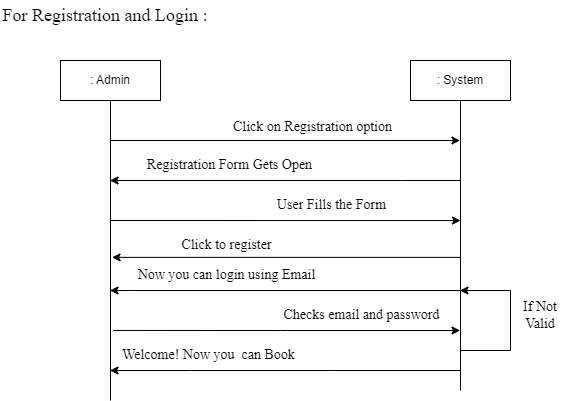 For Registration and Login :
: Admin
: System
Click on Registration option
Registration Form Gets Open
User Fills the Form
Click to register
Now you can login using Email
If Not
Valid
Checks email and password
Welcome! Now you can Book